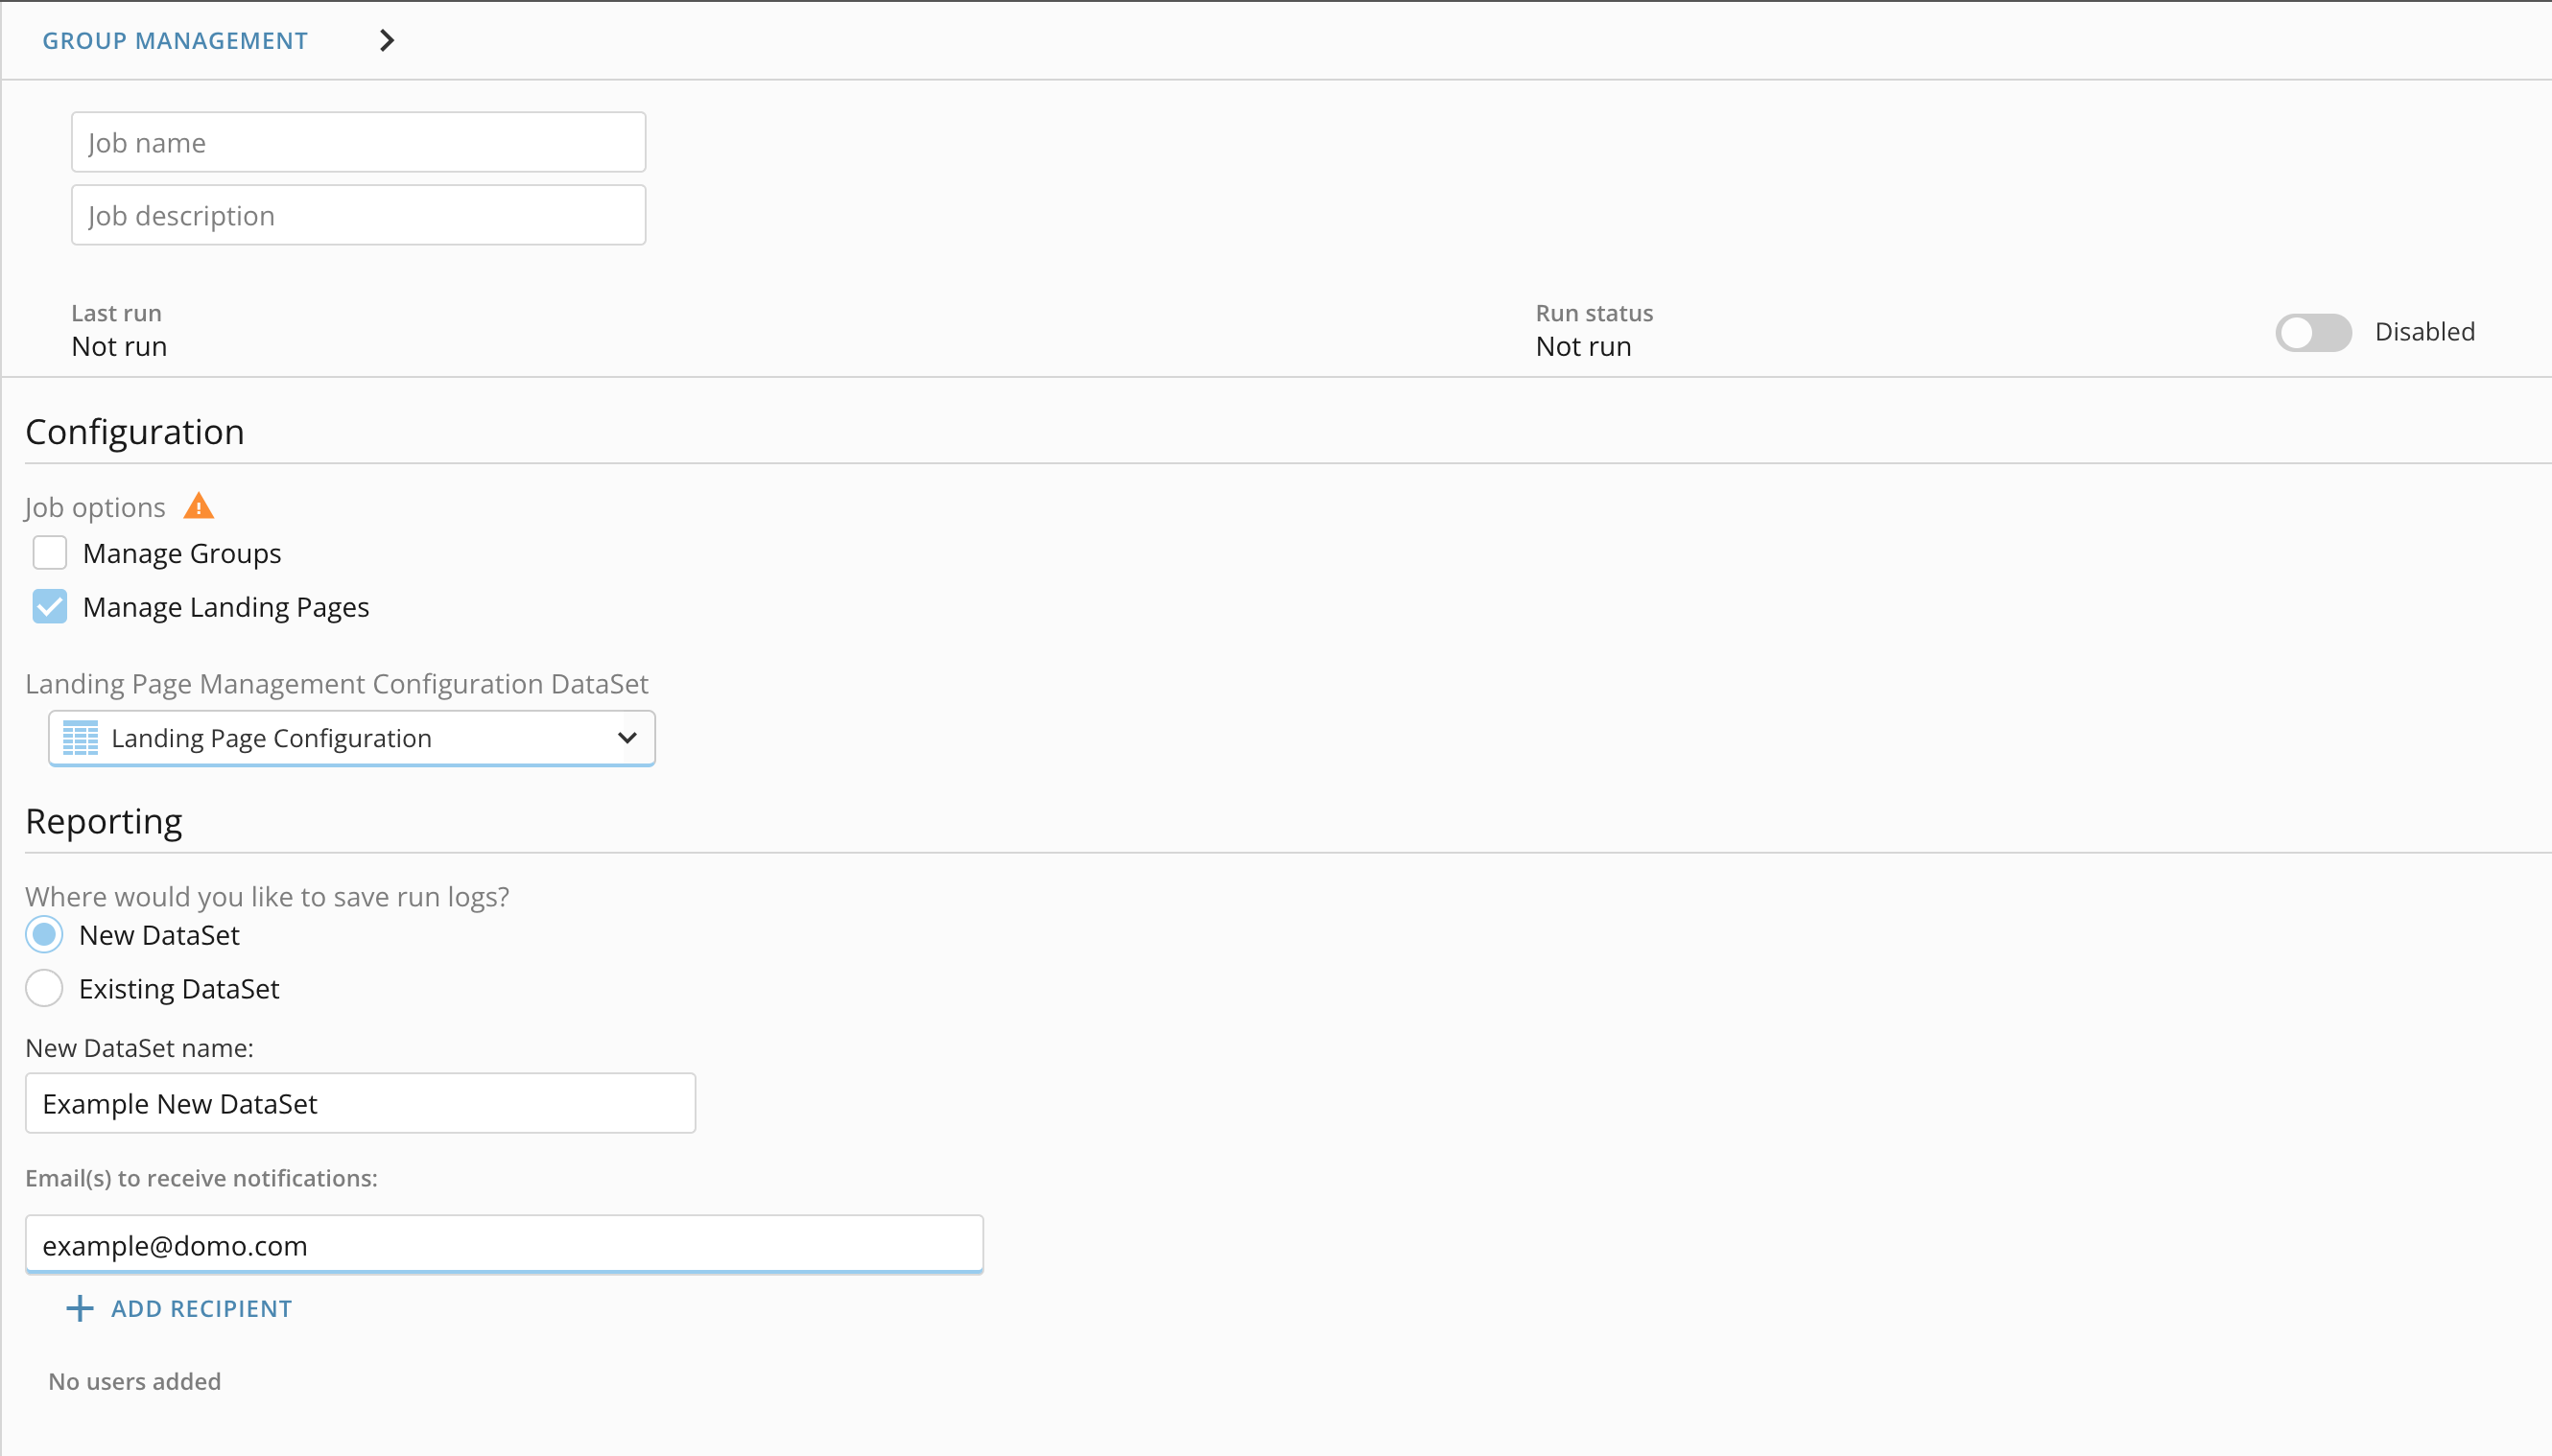 GROUP MANAGEMENT
Job name
Job description
Last run
Not run
Run status
Not run
Disabled
Configuration
Job options
Manage Groups
Manage Landing Pages
Landing Page Management Configuration DataSet
Landing Page Configuration
Reporting
Where would you like to save run logs?
New DataSet
Existing DataSet
New DataSet name:
Example New DataSet
Email(s) to receive notifications:
example@domo.com
ADD RECIPIENT
No users added